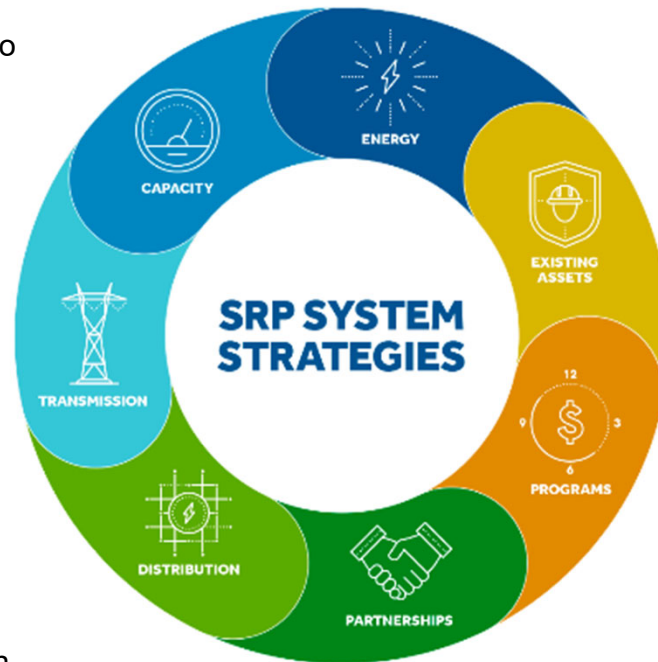 o
ENERGY
CAPACITY
EXISTING
ASSETS
SRP SYSTEM
STRATEGIES
TRANSMISSION
12
9
3
6
PROGRAMS
DISTRIBUTION
PARTNERSHIPS